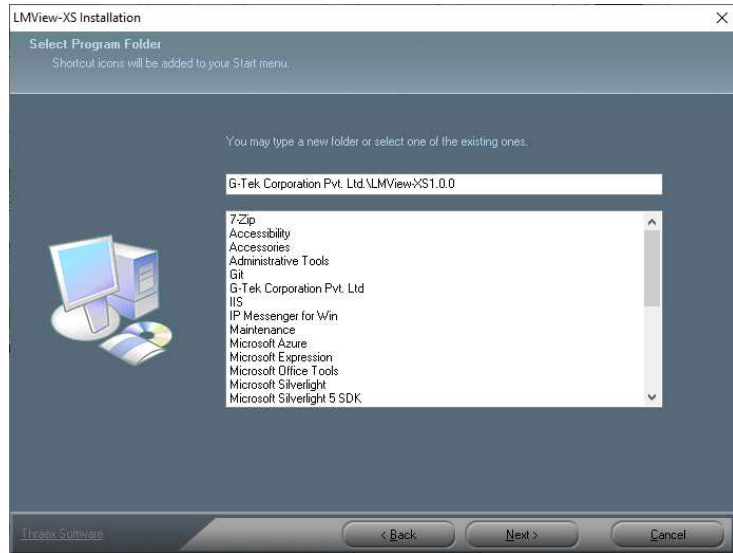 LMView-XS Installation
Select Program Folder
Shortcut icons will be added to your Start menu.
You may type a new folder or select one of the existing ones.
G-Tek Corporation Pvt. Ltd.\LMView-XS1.0.0
7-Zip
Accessibility
Accessories
Administrative Tools
Git
G-Tek Corporation Pvt. Ltd
IIS
IP Messenger for Win
Maintenance
Microsoft Azure
Microsoft Expression
Microsoft Office Tools
Microsoft Silverlight
Microsoft Silverlight 5 SDK
Thraex Software
< Back
Next >
Cancel